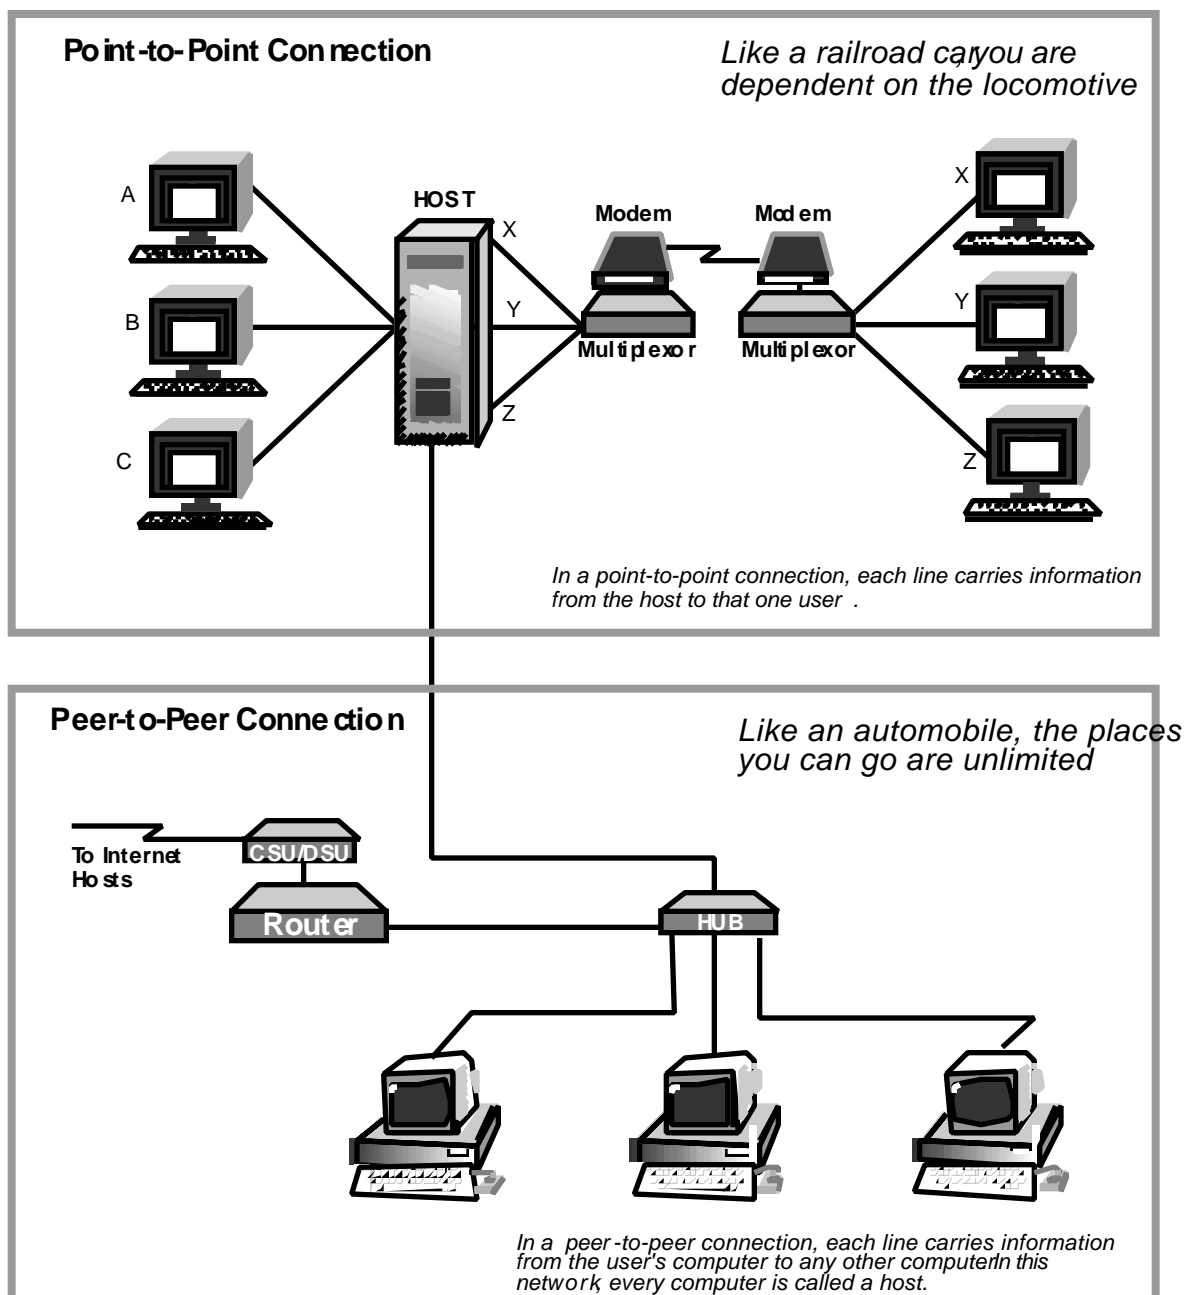 Point-to-Point Connection
Like a railroad car, you are
dependent on the locomotive
A
B
C
HOST
X
Y
Z
Modem
Modem
Multiplexor
Multiplexor
X
Y
Z
In a point-to-point connection, each line carries information
from the host to that one user .
Peer-to-Peer Connection
Like an automobile, the places
you can go are unlimited
To Internet
Hosts
CSU/DSU
Router
HUB
In a peer-to-peer connection, each line carries information
from the user's computer to any other computer. In this
network, every computer is called a host.